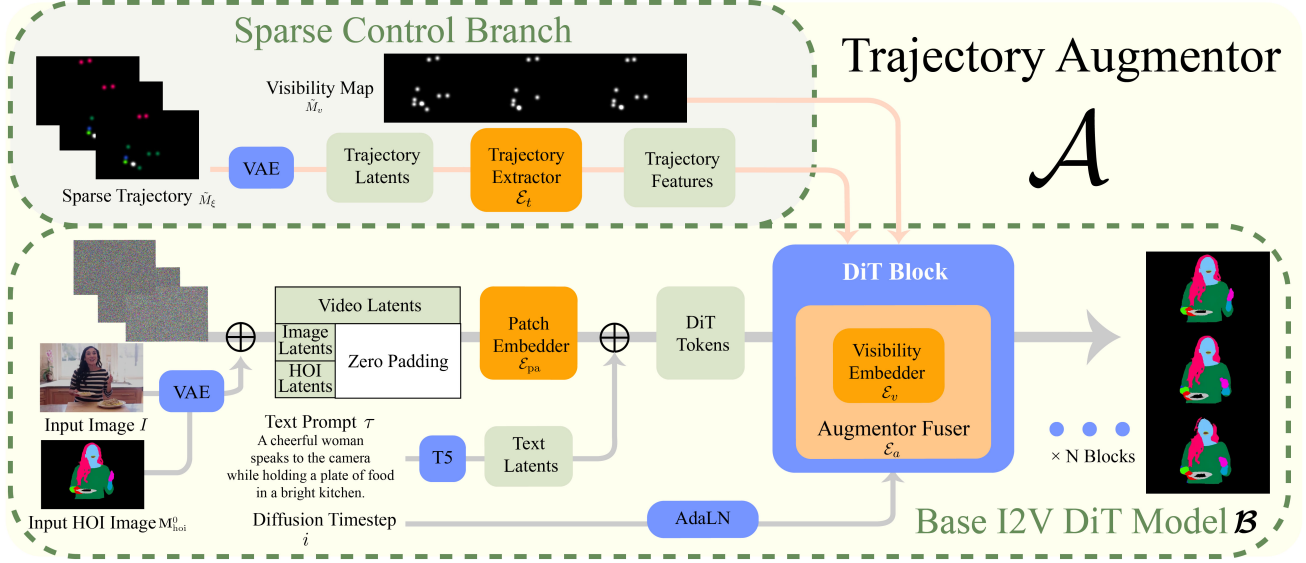 Sparse Control Branch
Trajectory Augmentor
𝒜
Visibility Map
M̃ᵥ
VAE
Trajectory
Latents
Trajectory
Extractor
ℰₜ
Trajectory
Features
Sparse Trajectory M̃_ξ
Video Latents
Image
Latents
HOI
Latents
Zero Padding
Patch
Embedder
ℰ_pa
DiT
Tokens
DiT Block
Visibility
Embedder
ℰᵥ
Augmentor Fuser
ℰₐ
× N Blocks
VAE
Input Image I
Input HOI Image M⁰_hoi
Text Prompt τ
A cheerful woman
speaks to the camera
while holding a plate of food
in a bright kitchen.
T5
Text
Latents
Diffusion Timestep
i
AdaLN
Base I2V DiT Model ℬ